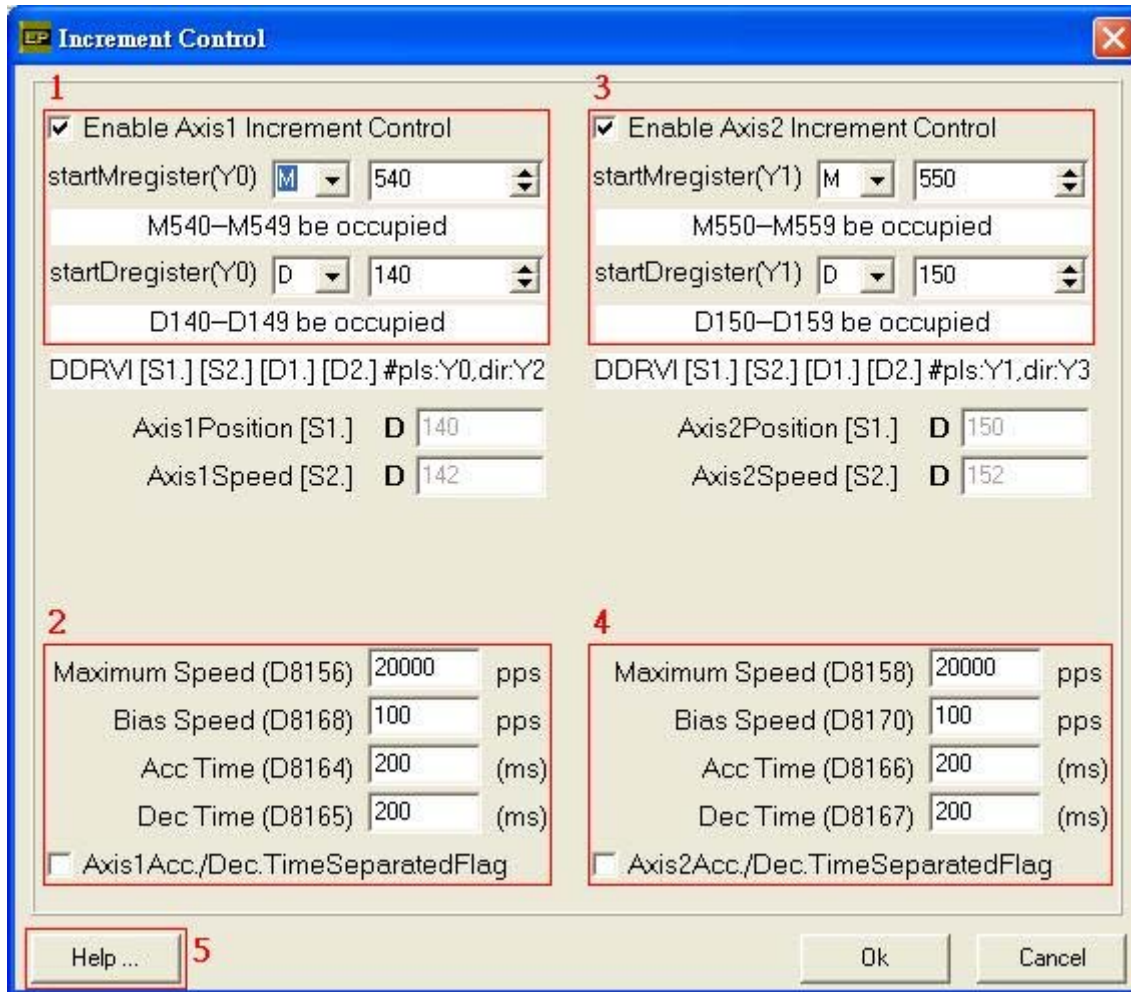 EP Increment Control
1
Enable Axis1 Increment Control
startMregister(Y0) M 540
M540—M549 be occupied
startDregister(Y0) D 140
D140—D149 be occupied
DDRVI [S1.] [S2.] [D1.] [D2.] #pls:Y0,dir:Y2
Axis1Position [S1.] D 140
Axis1Speed [S2.] D 142
2
Maximum Speed (D8156) 20000 pps
Bias Speed (D8168) 100 pps
Acc Time (D8164) 200 (ms)
Dec Time (D8165) 200 (ms)
Axis1Acc./Dec.TimeSeparatedFlag
3
Enable Axis2 Increment Control
startMregister(Y1) M 550
M550—M559 be occupied
startDregister(Y1) D 150
D150—D159 be occupied
DDRVI [S1.] [S2.] [D1.] [D2.] #pls:Y1,dir:Y3
Axis2Position [S1.] D 150
Axis2Speed [S2.] D 152
4
Maximum Speed (D8158) 20000 pps
Bias Speed (D8170) 100 pps
Acc Time (D8166) 200 (ms)
Dec Time (D8167) 200 (ms)
Axis2Acc./Dec.TimeSeparatedFlag
Help ... 5
Ok
Cancel